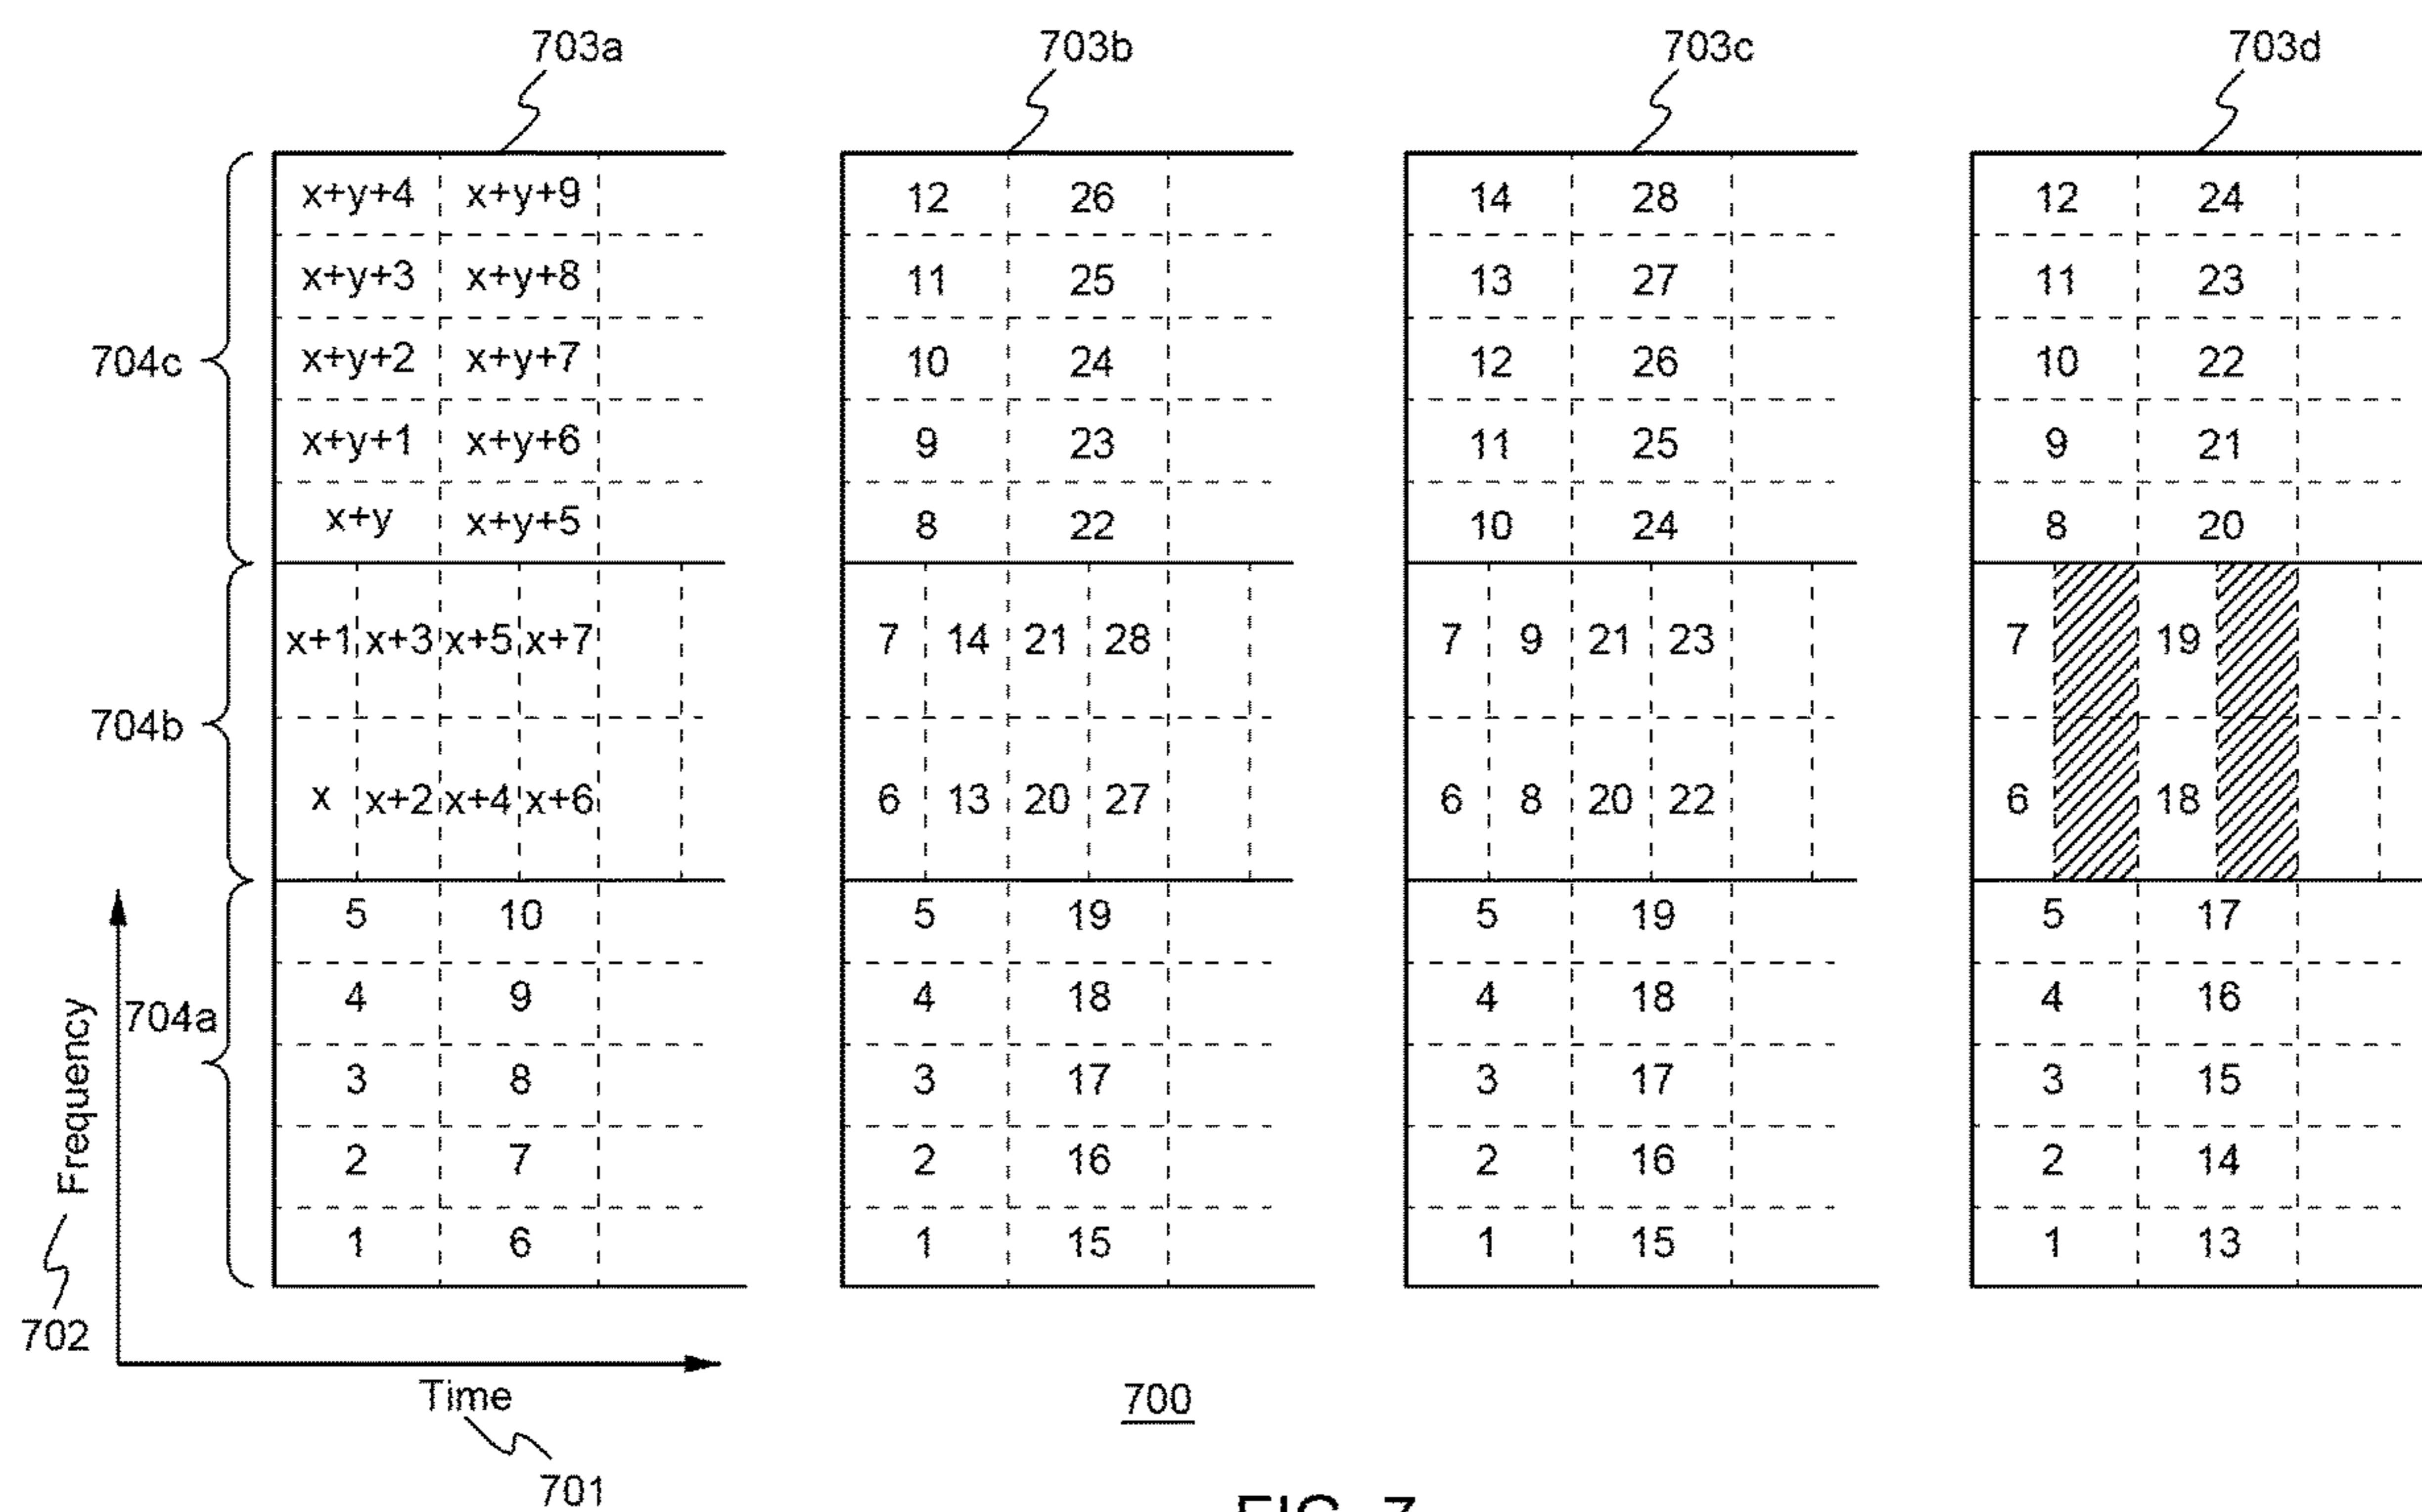 703a 703b 703c 703d
x+y+4 x+y+9 12 26 14 28 12 24
x+y+3 x+y+8 11 25 13 27 11 23
704c x+y+2 x+y+7 10 24 12 26 10 22
x+y+1 x+y+6 9 23 11 25 9 21
x+y x+y+5 8 22 10 24 8 20
x+1 x+3 x+5 x+7 7 14 21 28 7 9 21 23 7 19
704b
x x+2 x+4 x+6 6 13 20 27 6 8 20 22 6 18
5 10 5 19 5 19 5 17
4 9 4 18 4 18 4 16
704a
3 8 3 17 3 17 3 15
Frequency
2 7 2 16 2 16 2 14
1 6 1 15 1 15 1 13
702
Time
700
701
FIG. 7